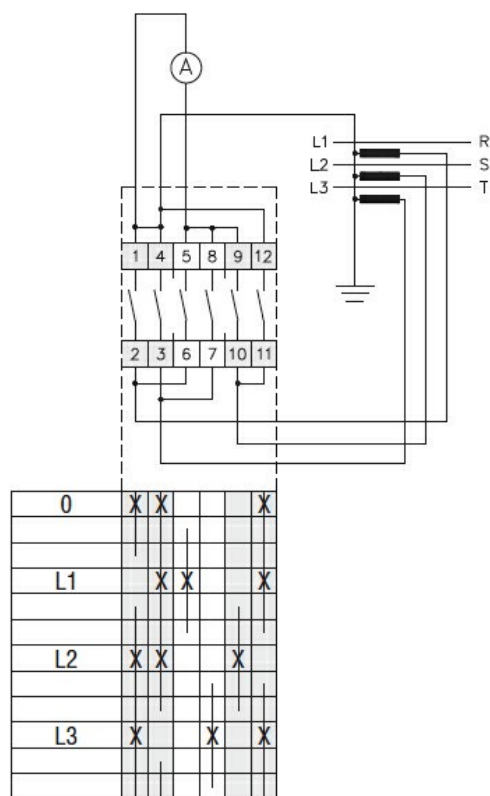 A
L1 R
L2 S
L3 T
1 4 5 8 9 12
2 3 6 7 10 11
0 X X X
L1 X X X
L2 X X X
L3 X X X